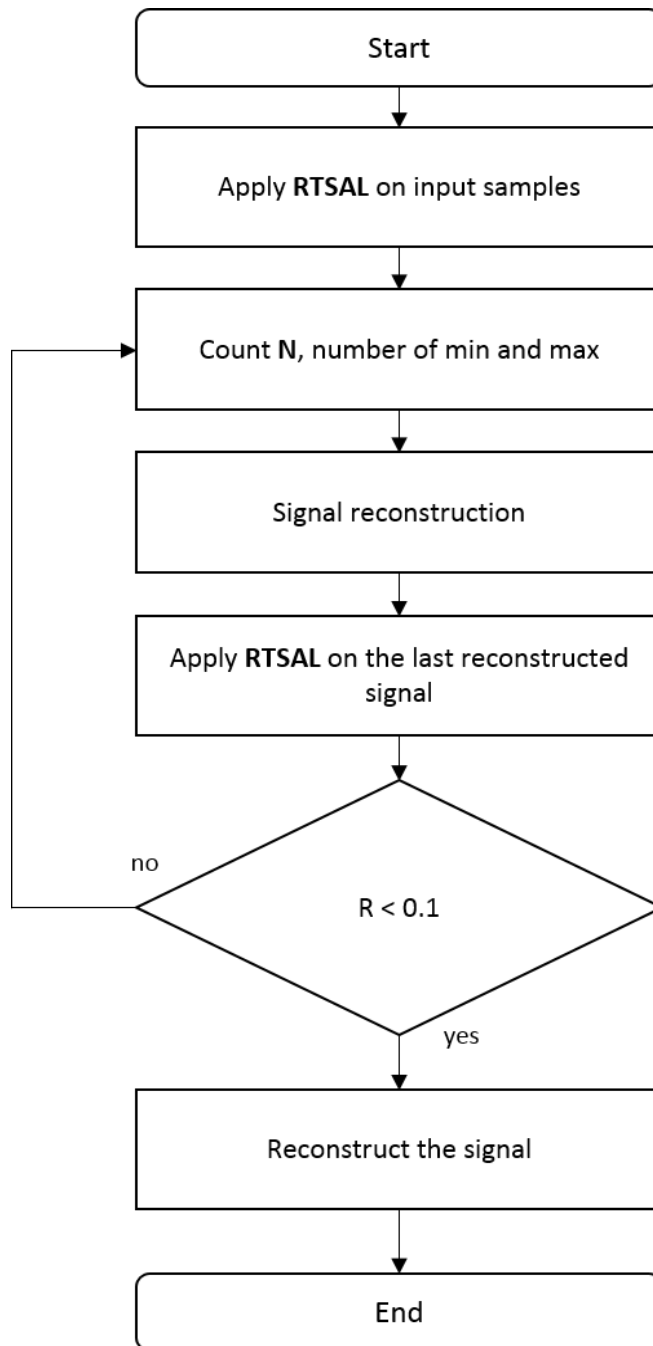 Start
Apply RTSAL on input samples
Count N, number of min and max
Signal reconstruction
Apply RTSAL on the last reconstructed
signal
no
R < 0.1
yes
Reconstruct the signal
End